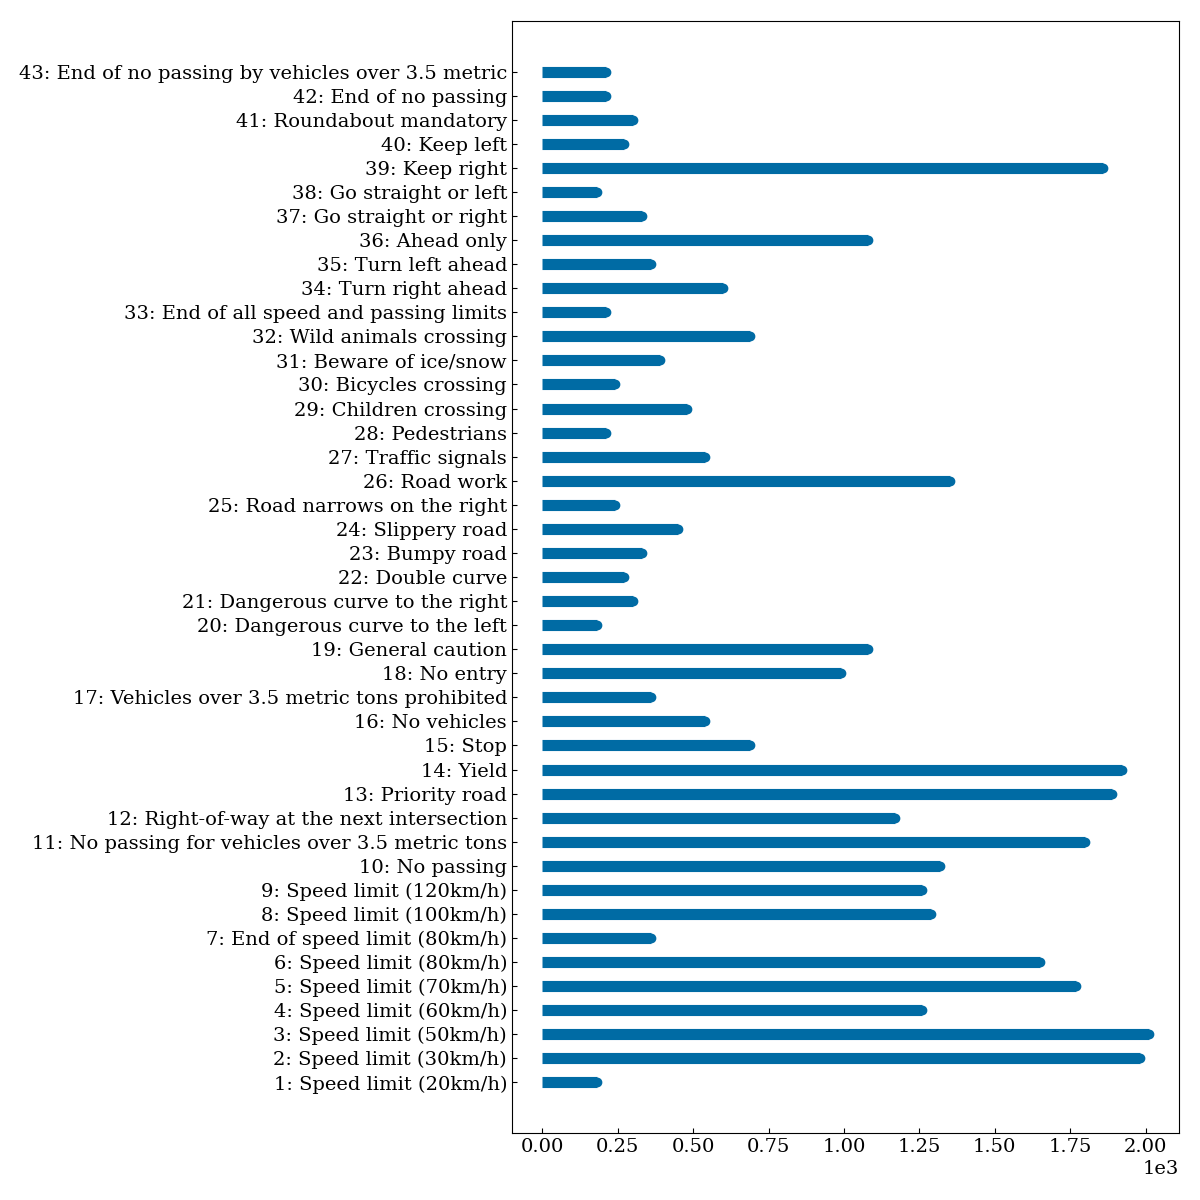 43: End of no passing by vehicles over 3.5 metric
42: End of no passing
41: Roundabout mandatory
40: Keep left
39: Keep right
38: Go straight or left
37: Go straight or right
36: Ahead only
35: Turn left ahead
34: Turn right ahead
33: End of all speed and passing limits
32: Wild animals crossing
31: Beware of ice/snow
30: Bicycles crossing
29: Children crossing
28: Pedestrians
27: Traffic signals
26: Road work
25: Road narrows on the right
24: Slippery road
23: Bumpy road
22: Double curve
21: Dangerous curve to the right
20: Dangerous curve to the left
19: General caution
18: No entry
17: Vehicles over 3.5 metric tons prohibited
16: No vehicles
15: Stop
14: Yield
13: Priority road
12: Right-of-way at the next intersection
11: No passing for vehicles over 3.5 metric tons
10: No passing
9: Speed limit (120km/h)
8: Speed limit (100km/h)
7: End of speed limit (80km/h)
6: Speed limit (80km/h)
5: Speed limit (70km/h)
4: Speed limit (60km/h)
3: Speed limit (50km/h)
2: Speed limit (30km/h)
1: Speed limit (20km/h)
0.00 0.25 0.50 0.75 1.00 1.25 1.50 1.75 2.00
1e3